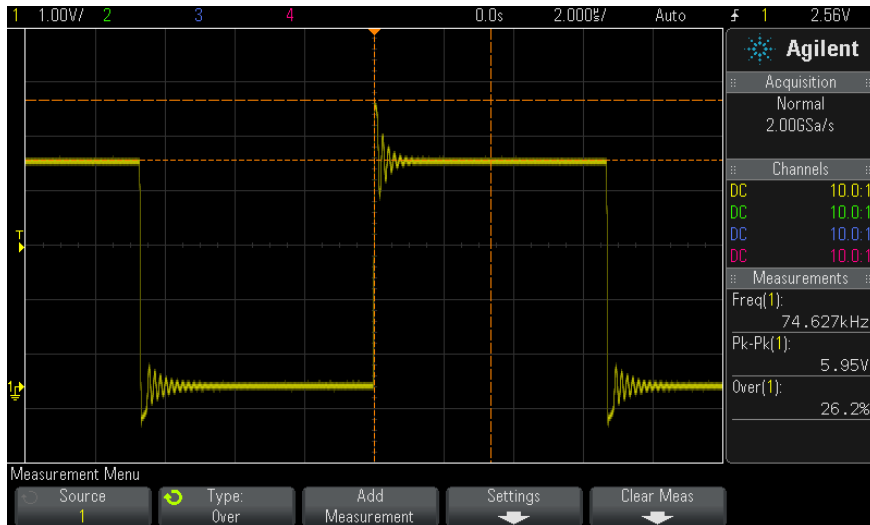 1 1.00V/ 2 3 4 0.0s 2.000µs/ Auto 1 2.56V
Agilent
Acquisition
Normal
2.00GSa/s
Channels
DC 10.0:1
DC 10.0:1
DC 10.0:1
DC 10.0:1
Measurements
Freq(1):
74.627kHz
Pk-Pk(1):
5.95V
Over(1):
26.2%
T
1
Measurement Menu
Source
1
Type:
Over
Add
Measurement
Settings
Clear Meas